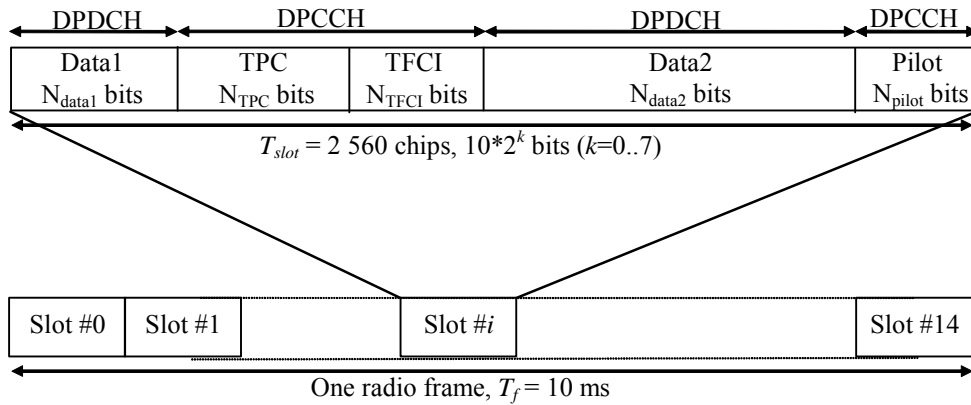 DPDCH DPCCH DPDCH DPCCH
Data1 TPC TFCI Data2 Pilot
N_data1 bits N_TPC bits N_TFCI bits N_data2 bits N_pilot bits
T_slot = 2 560 chips, 10*2^k bits (k=0..7)
Slot #0 Slot #1 Slot #i Slot #14
One radio frame, T_f = 10 ms